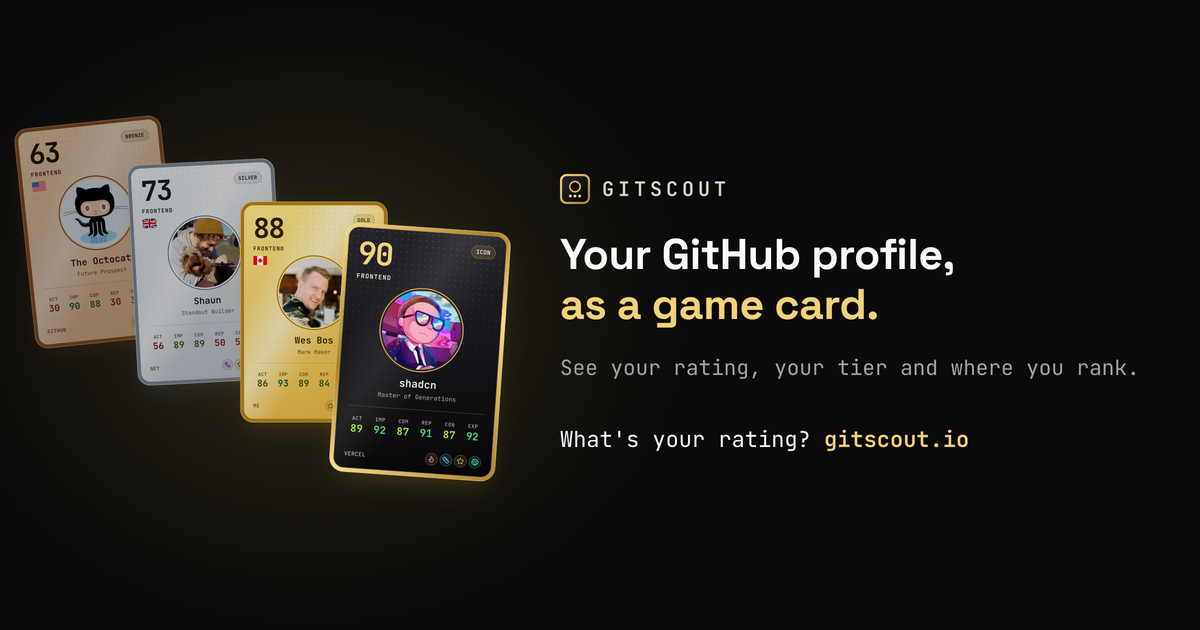 63
BRONZE
FRONTEND
The Octocat
Future Prospect
ACT IMP COM REP
30 90 88 30
GITHUB
73
SILVER
FRONTEND
Shaun
Standout Builder
ACT IMP COM REP
56 89 89 50
NET
88
GOLD
FRONTEND
Wes Bos
Mark Maker
ACT IMP COM REP
86 93 89 84
ME
90
ICON
FRONTEND
shadcn
Master of Generations
ACT IMP COM REP CON EXP
89 92 87 91 87 92
VERCEL
GITSCOUT
Your GitHub profile,
as a game card.
See your rating, your tier and where you rank.
What's your rating? gitscout.io